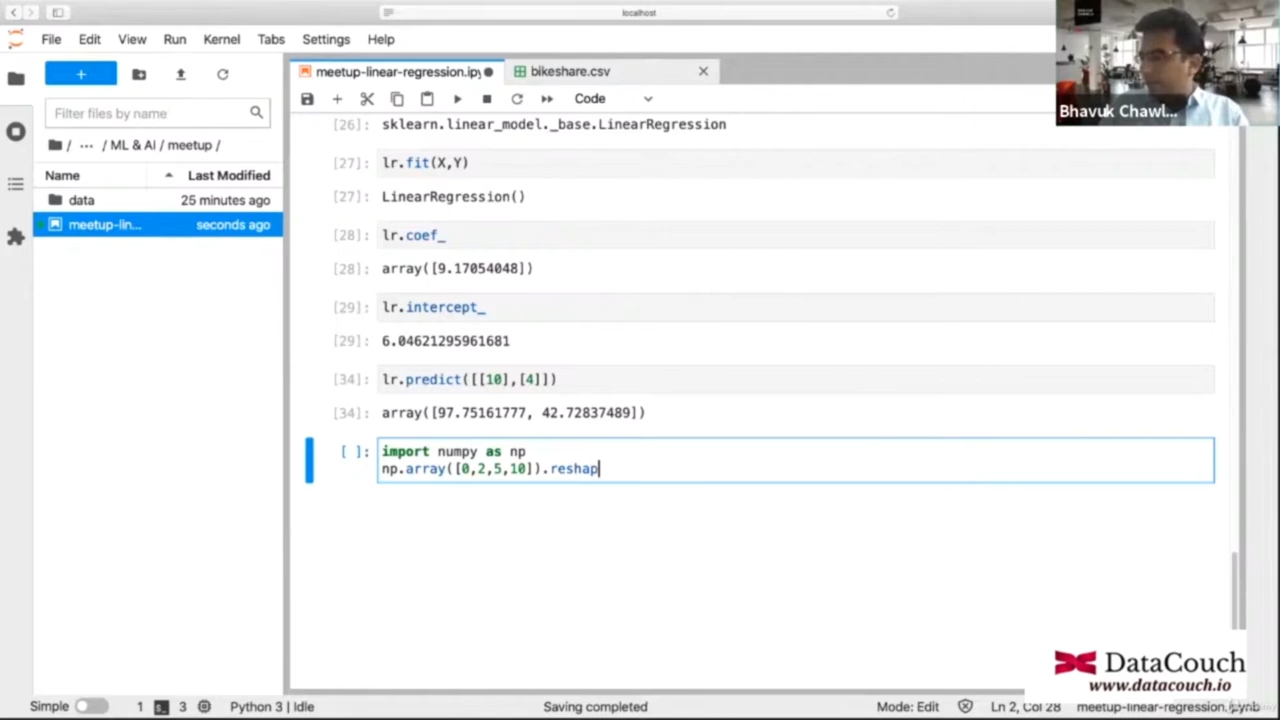 localhost
File Edit View Run Kernel Tabs Settings Help
meetup-linear-regression.ipy
bikeshare.csv
Filter files by name
Code
/ ··· / ML & AI / meetup /
Name Last Modified
data 25 minutes ago
meetup-lin... seconds ago
[26]: sklearn.linear_model._base.LinearRegression
[27]: lr.fit(X,Y)
[27]: LinearRegression()
[28]: lr.coef_
[28]: array([9.17054048])
[29]: lr.intercept_
[29]: 6.04621295961681
[34]: lr.predict([[10],[4]])
[34]: array([97.75161777, 42.72837489])
[ ]: import numpy as np
np.array([0,2,5,10]).reshap
Bhavuk Chawl...
DataCouch
www.datacouch.io
Simple 1 3 Python 3 | Idle Saving completed Mode: Edit Ln 2, Col 28 meetup-linear-regression.ipynb